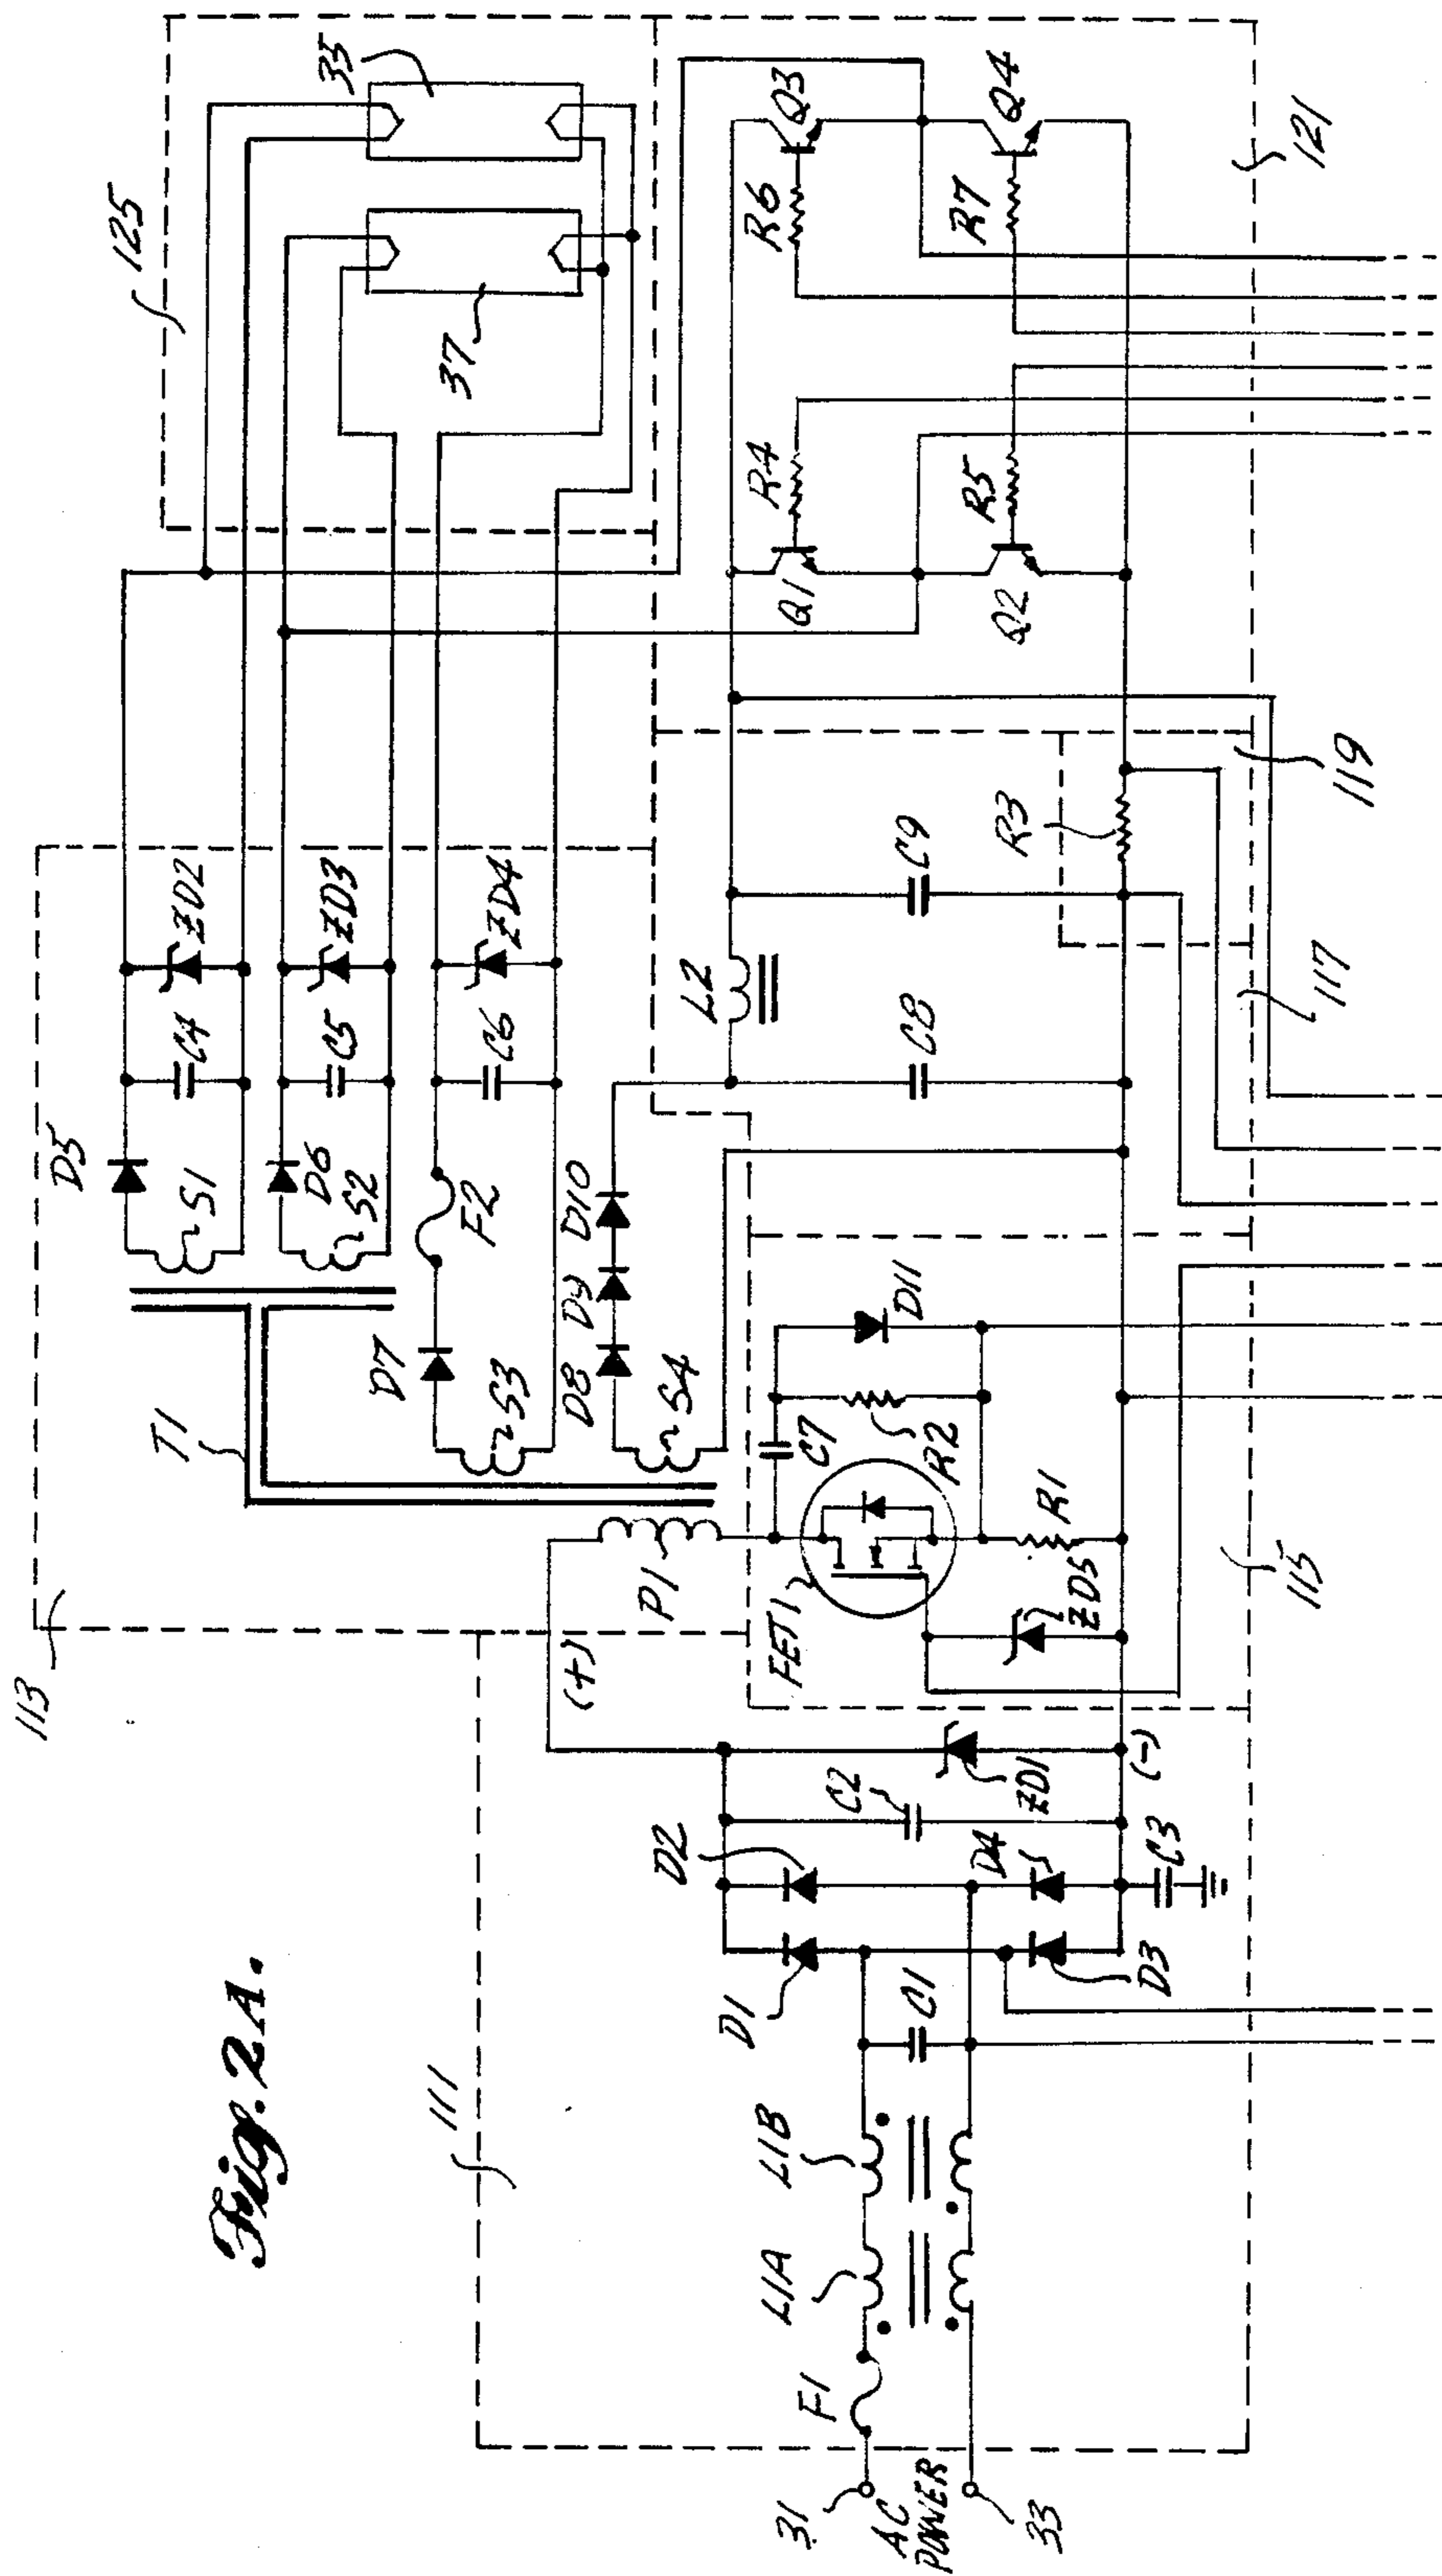 Fig. 2A.
113
111
125
T1
D5
S1
C4
ZD2
D6
S2
C5
ZD3
D7
S3
F2
C6
ZD4
D8
D9
D10
S4
35
37
P1
(+)
FET1
C7
R2
D11
R1
ZD5
115
L2
C8
C9
R3
117
119
Q1
R4
Q2
R5
R6
Q3
R7
Q4
121
31
AC
POWER
33
F1
L1A
L1B
C1
D1
D2
D3
D4
C2
ZD1
C3
(-)